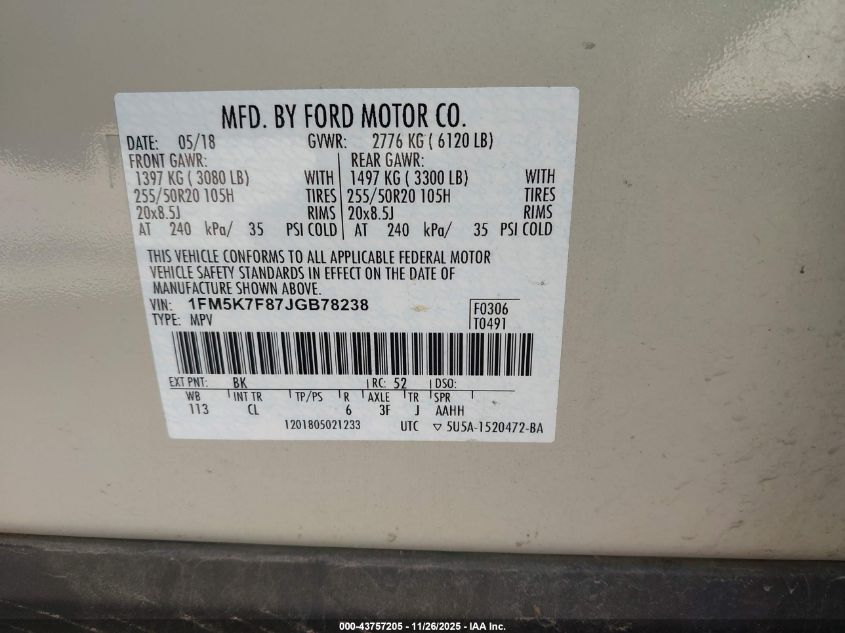 MFD. BY FORD MOTOR CO.
DATE: 05/18 GVWR: 2776 KG ( 6120 LB)
FRONT GAWR: REAR GAWR:
1397 KG ( 3080 LB) WITH 1497 KG ( 3300 LB) WITH
255/50R20 105H TIRES 255/50R20 105H TIRES
20x8.5J RIMS 20x8.5J RIMS
AT 240 kPa/ 35 PSI COLD AT 240 kPa/ 35 PSI COLD
THIS VEHICLE CONFORMS TO ALL APPLICABLE FEDERAL MOTOR
VEHICLE SAFETY STANDARDS IN EFFECT ON THE DATE OF
MANUFACTURE SHOWN ABOVE.
VIN: 1FM5K7F87JGB78238 F0306
TYPE: MPV T0491
EXT PNT: BK RC: 52 DSO:
WB INT TR TP/PS R AXLE TR SPR
113 CL 6 3F J AAHH
1201805021233 UTC ▽ 5U5A-1520472-BA
000-43757205 - 11/26/2025 - IAA Inc.